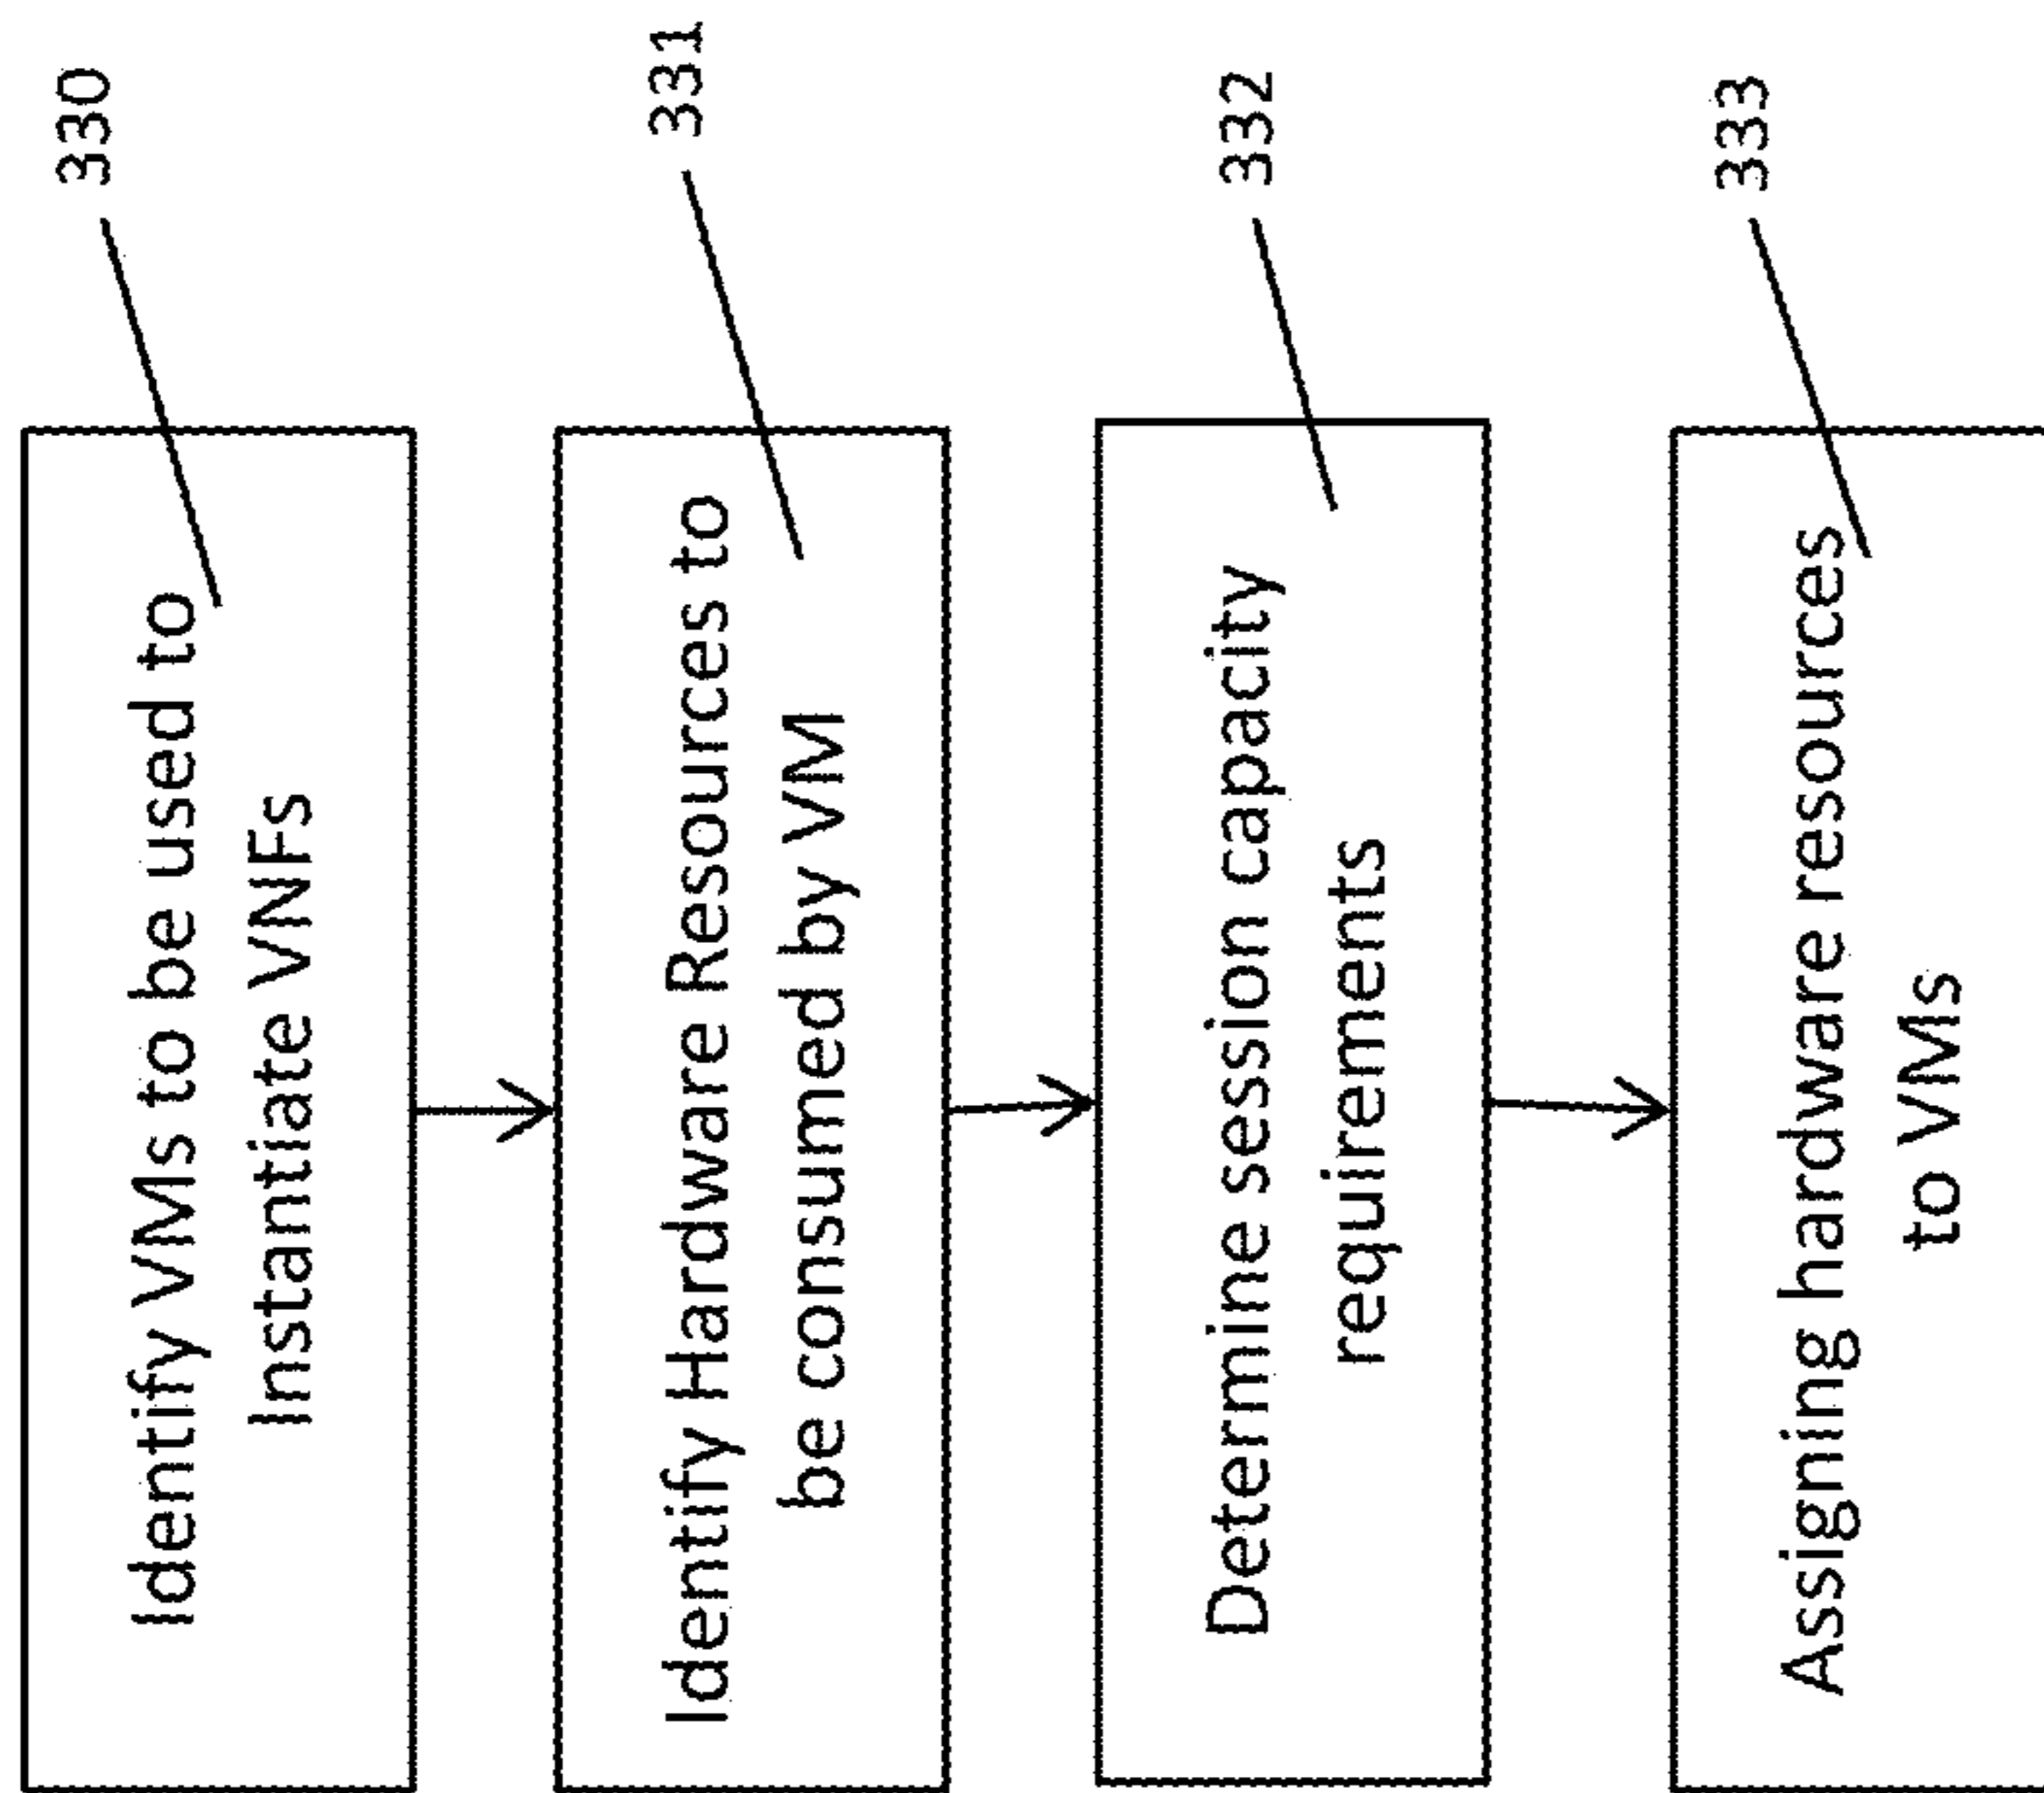 Identify VMs to be used to
Instantiate VNFs
330
Identify Hardware Resources to
be consumed by VM
331
Determine session capacity
requirements
332
Assigning hardware resources
to VMs
333